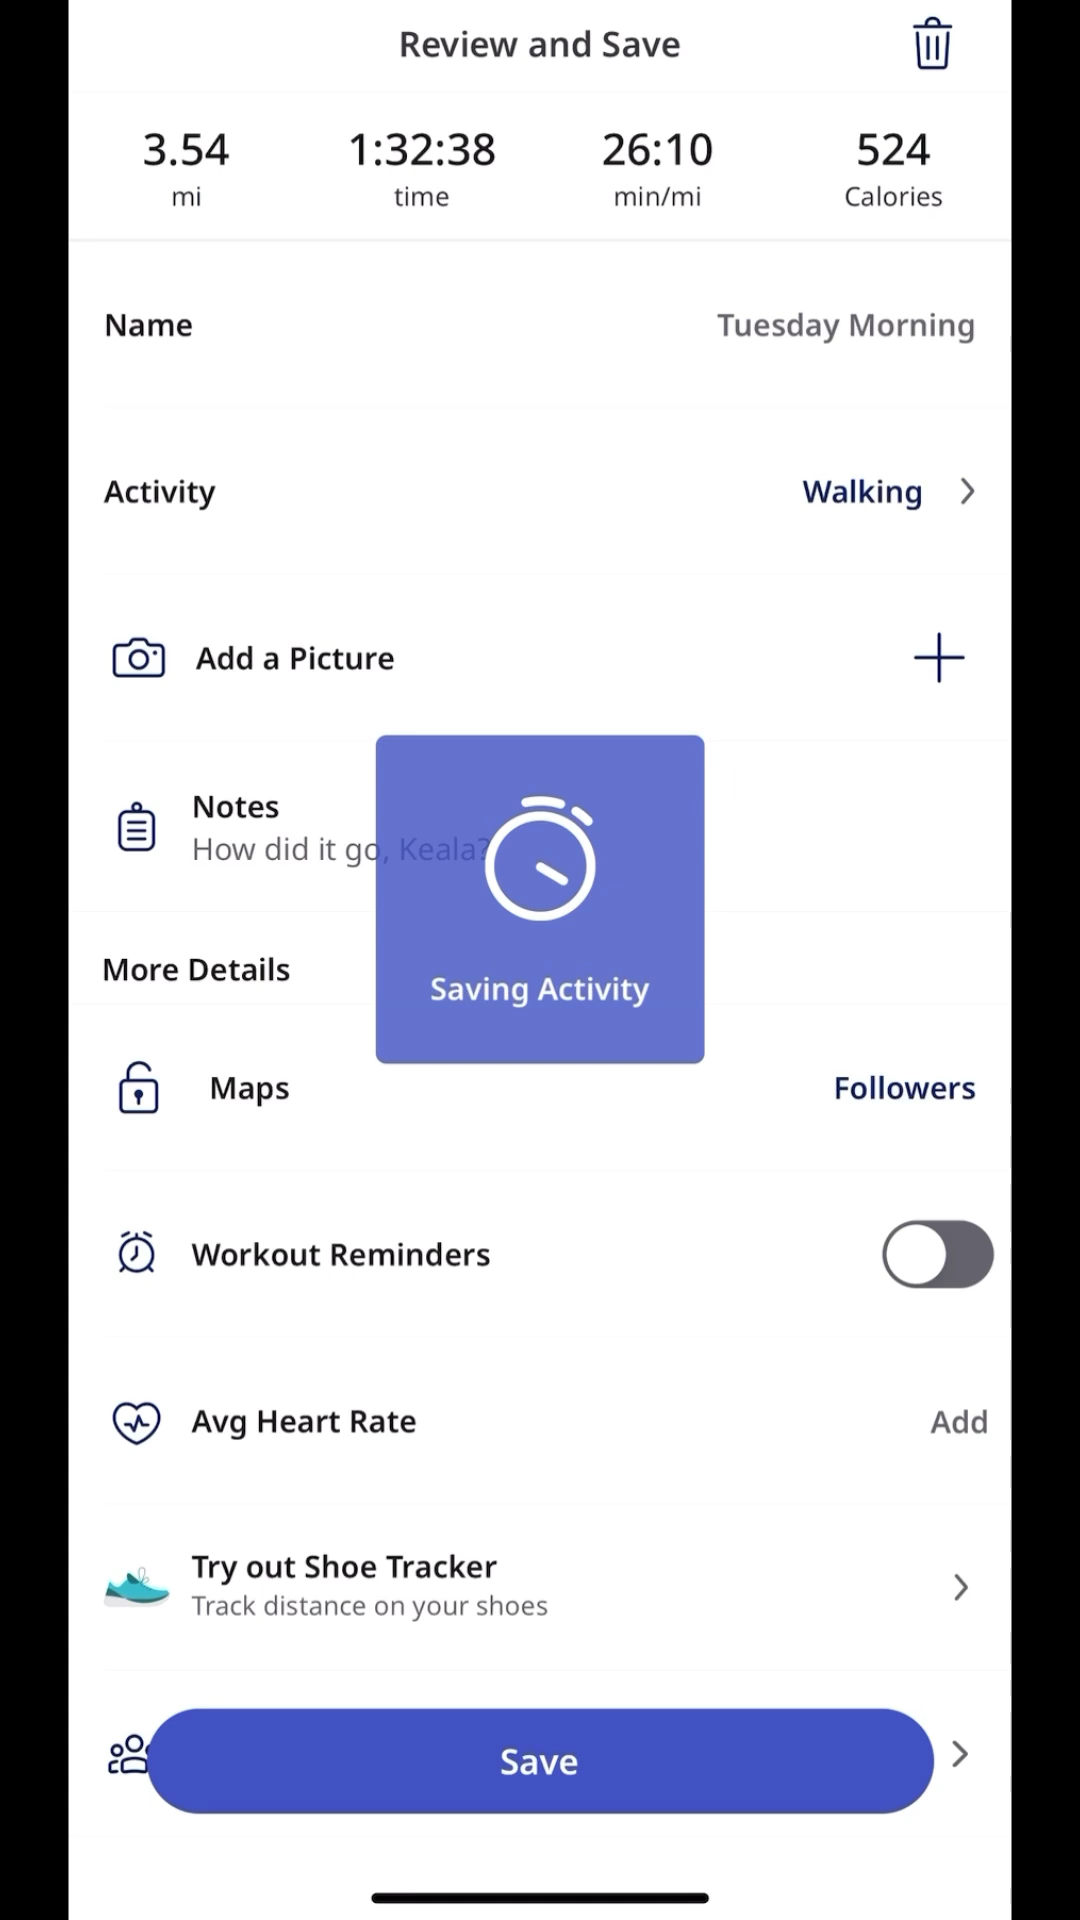 Review and Save
3.54 1:32:38 26:10 524
mi time min/mi Calories
Name Tuesday Morning
Activity Walking
Add a Picture
Notes
How did it go, Keala?
Saving Activity
More Details
Maps Followers
Workout Reminders
Avg Heart Rate Add
Try out Shoe Tracker
Track distance on your shoes
Save